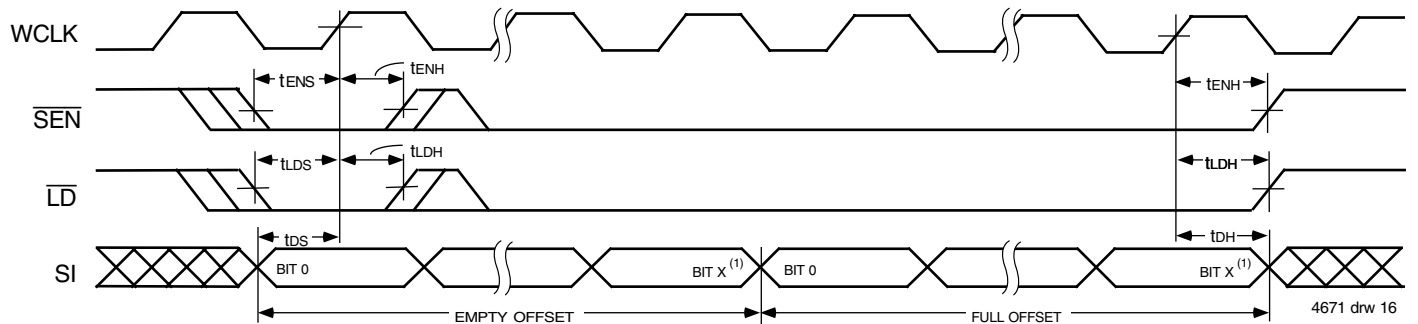 WCLK
tENS
tENH
tENH
SEN
tLDS
tLDH
tLDH
LD
tDS
tDH
SI
BIT 0
BIT X (1)
BIT 0
BIT X (1)
EMPTY OFFSET
FULL OFFSET
4671 drw 16